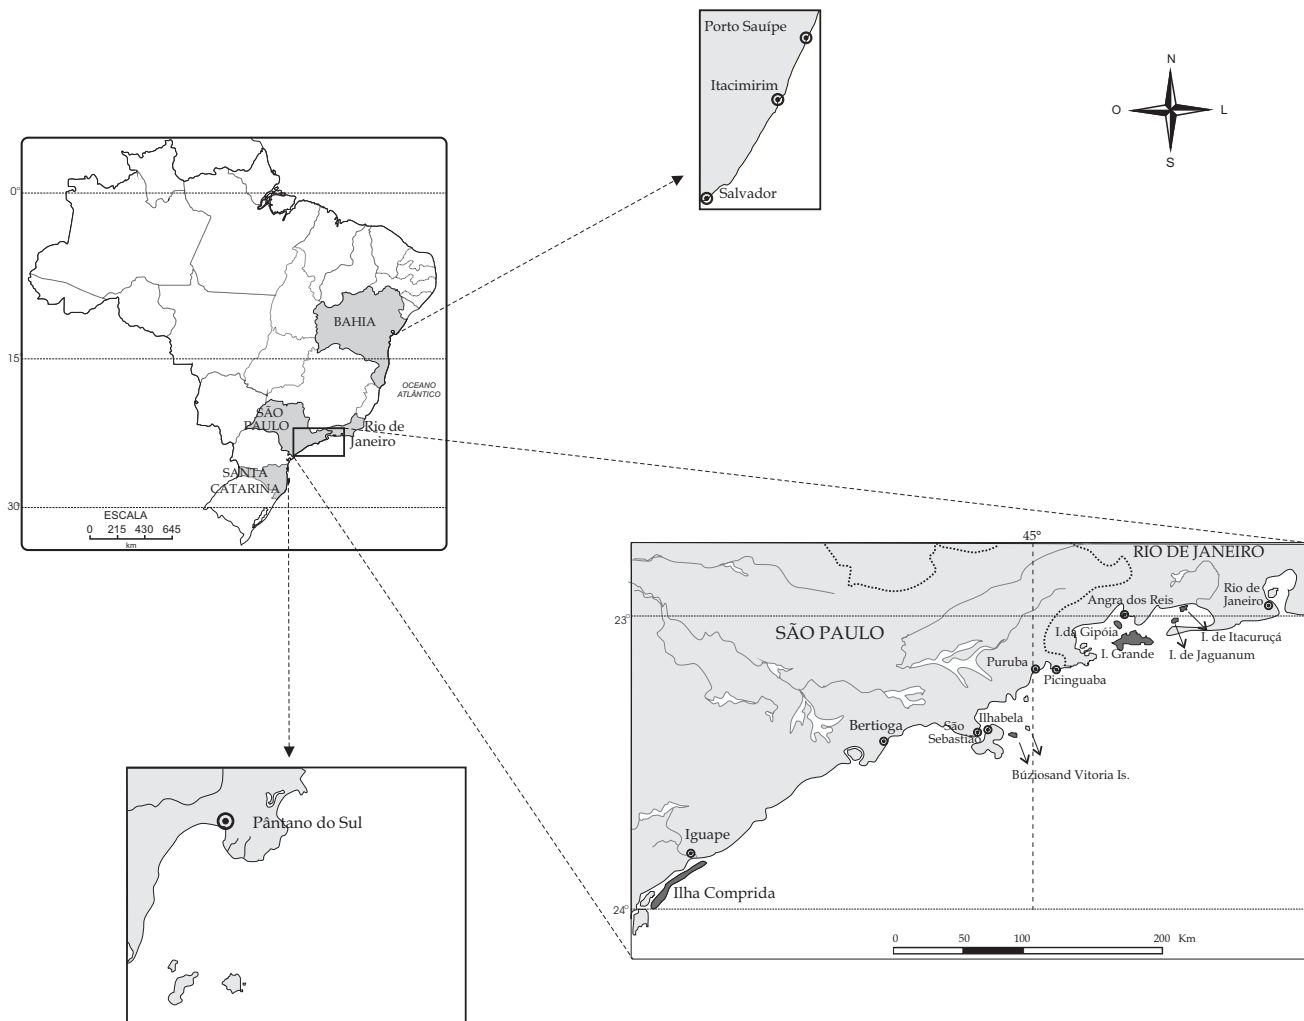 Porto Sauípe
Itacimirim
Salvador
N
O
L
S
0°
BAHIA
15°
OCEANO
ATLÂNTICO
SÃO
PAULO
Rio de
Janeiro
SANTA
CATARINA
30°
ESCALA
0 215 430 645
km
45°
RIO DE JANEIRO
Rio de
Janeiro
Angra dos Reis
23°
SÃO PAULO
I.da Gipóia
I. de Itacuruçá
I. Grande
I. de Jaguanum
Puruba
Picinguaba
Ilhabela
Bertioga
São
Sebastião
Búziosand Vitoria Is.
Pântano do Sul
Iguape
Ilha Comprida
24°
0 50 100 200 Km